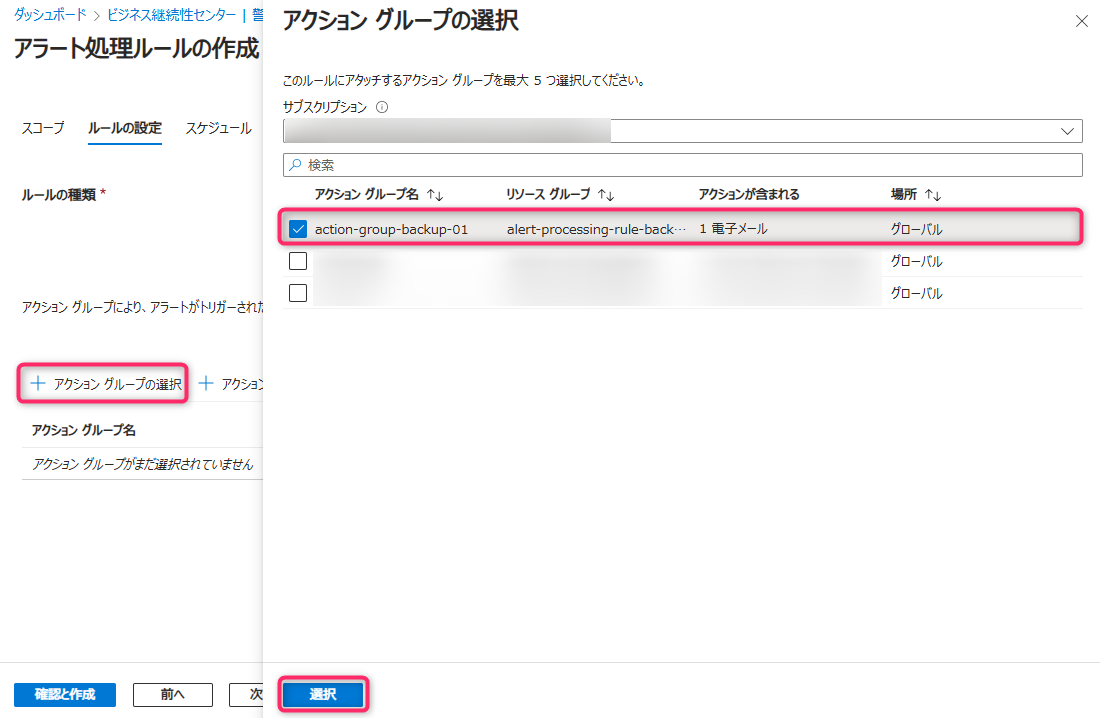 ダッシュボード > ビジネス継続性センター | 警
アラート処理ルールの作成
スコープ ルールの設定 スケジュール
ルールの種類 *
アクション グループにより、アラートがトリガーされた
+ アクション グループの選択 + アクション
アクション グループ名
アクション グループがまだ選択されていません
確認と作成 前へ 次
アクション グループの選択
このルールにアタッチするアクション グループを最大 5 つ選択してください。
サブスクリプション
検索
アクション グループ名 ↑↓ リソース グループ ↑↓ アクションが含まれる 場所 ↑↓
action-group-backup-01 alert-processing-rule-back… 1 電子メール グローバル
グローバル
グローバル
選択